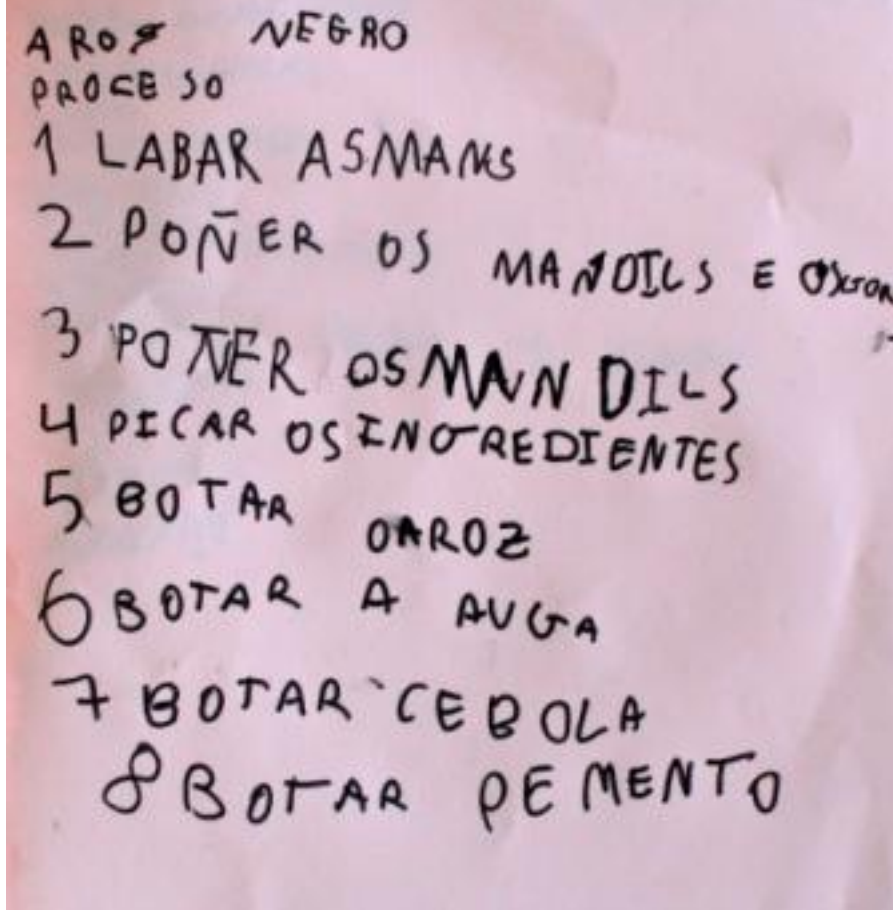 AROZ NEGRO
PROCESO
1 LABAR ASMANS
2 POÑER OS MANDILS E
3 POÑER OSMANDILS
4 PICAR OSINGREDIENTES
5 BOTAR OAROZ
6 BOTAR A AUGA
7 BOTAR CEBOLA
8 BOTAR PEMENTO